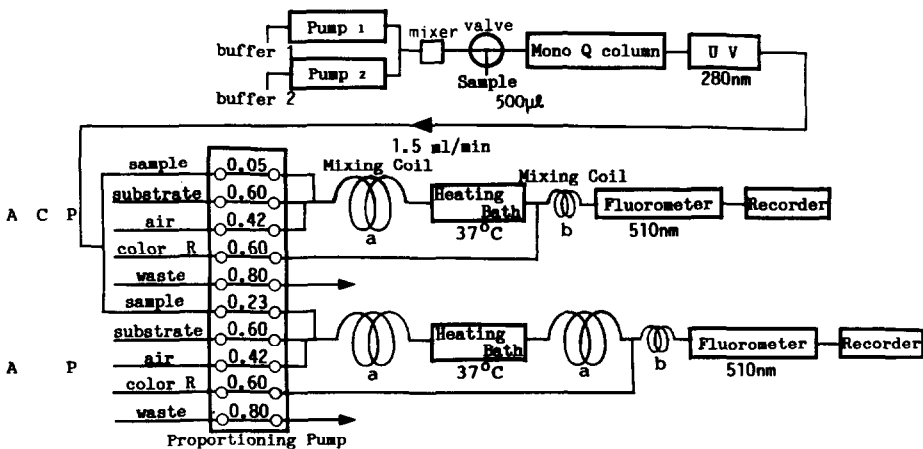 Pump 1
mixer
valve
buffer 1
Pump 2
buffer 2
Sample
500μl
Mono Q column
U V
280nm
1.5 ml/min
A C P
sample 0.05
substrate 0.60
air 0.42
color R 0.60
waste 0.80
Mixing Coil
a
Heating
Bath
37°C
Mixing Coil
b
Fluorometer
510nm
Recorder
A P
sample 0.23
substrate 0.60
air 0.42
color R 0.60
waste 0.80
a
Heating
Bath
37°C
a
b
Fluorometer
510nm
Recorder
Proportioning Pump